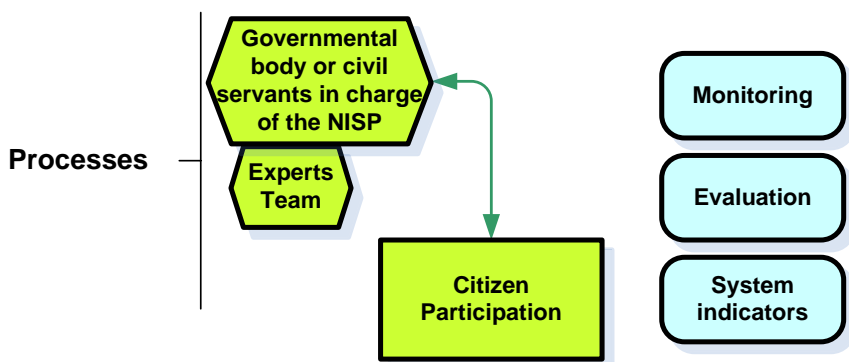 Processes
Governmental
body or civil
servants in charge
of the NISP
Experts
Team
Citizen
Participation
Monitoring
Evaluation
System
indicators